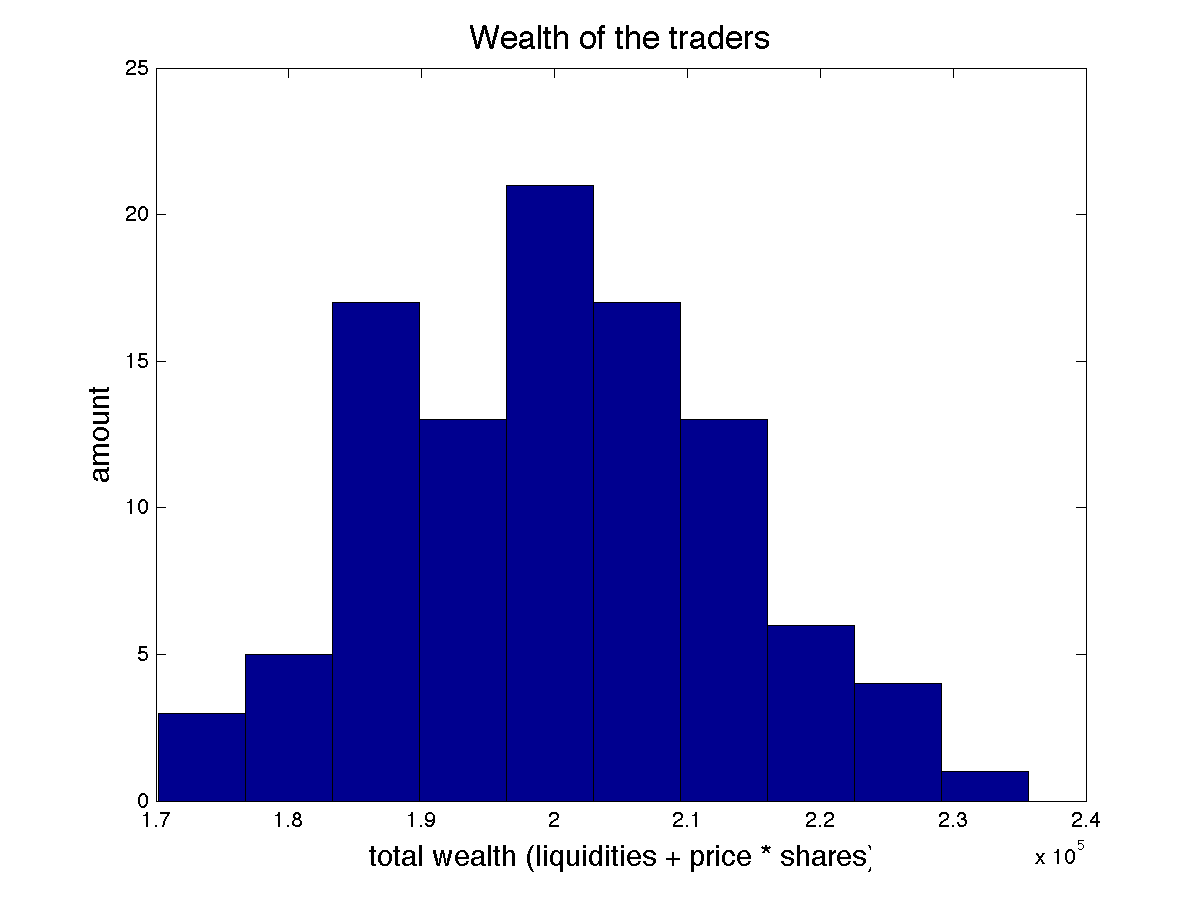 Wealth of the traders
25
20
15
10
5
0
amount
1.7 1.8 1.9 2 2.1 2.2 2.3 2.4
x 10^5
total wealth (liquidities + price * shares)